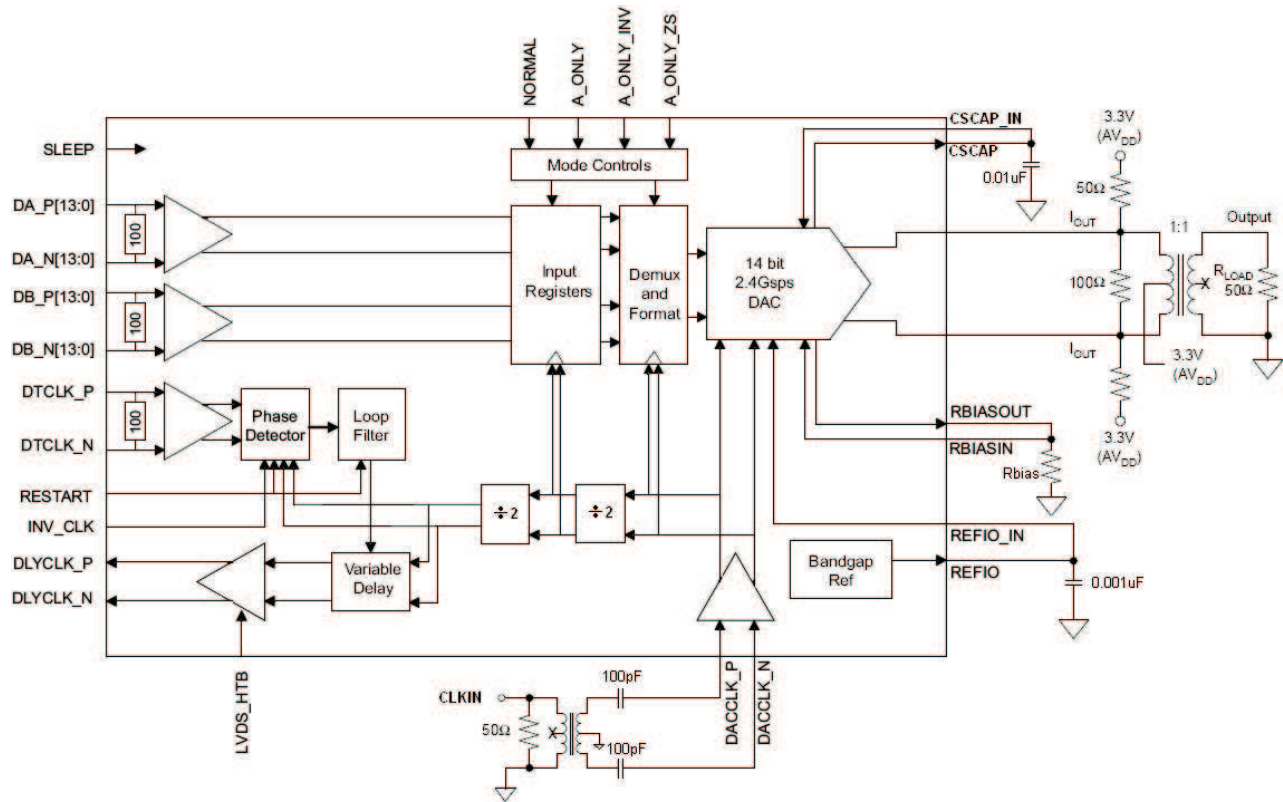 NORMAL
A_ONLY
A_ONLY_INV
A_ONLY_ZS
SLEEP
Mode Controls
CSCAP_IN
CSCAP
0.01uF
3.3V
(AVDD)
50Ω
DA_P[13:0]
100
DA_N[13:0]
DB_P[13:0]
100
DB_N[13:0]
Input
Registers
Demux
and
Format
14 bit
2.4Gsps
DAC
IOUT
100Ω
IOUT
1:1
Output
RLOAD
50Ω
X
3.3V
(AVDD)
3.3V
(AVDD)
DTCLK_P
100
DTCLK_N
Phase
Detector
Loop
Filter
RBIASOUT
RBIASIN
Rbias
RESTART
INV_CLK
÷2
÷2
DLYCLK_P
DLYCLK_N
Variable
Delay
Bandgap
Ref
REFIO_IN
REFIO
0.001uF
LVDS_HTB
CLKIN
50Ω
X
100pF
100pF
DACCLK_P
DACCLK_N